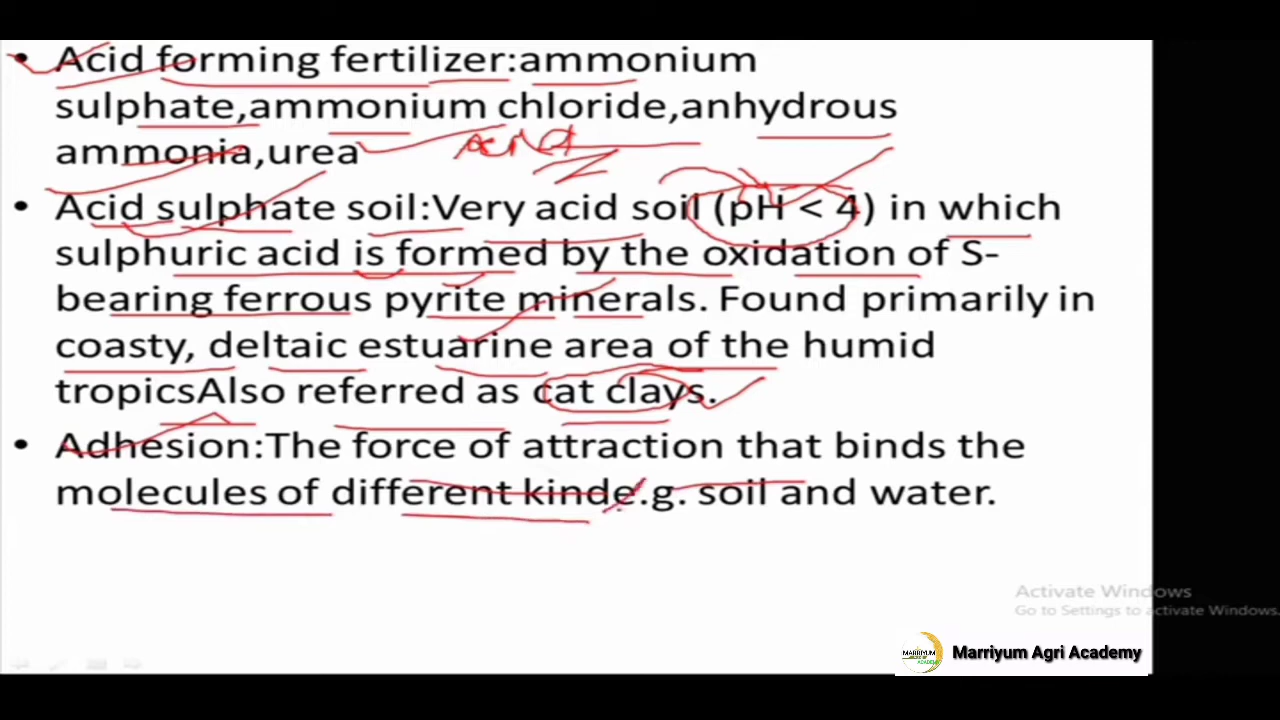 • Acid forming fertilizer:ammonium
sulphate,ammonium chloride,anhydrous
ammonia,urea
Acid
• Acid sulphate soil:Very acid soil (pH < 4) in which
sulphuric acid is formed by the oxidation of S-
bearing ferrous pyrite minerals. Found primarily in
coasty, deltaic estuarine area of the humid
tropicsAlso referred as cat clays.
• Adhesion:The force of attraction that binds the
molecules of different kinde.g. soil and water.
Activate Windows
Go to Settings to activate Windows.
MARRIYUM
ACADEMY
Marriyum Agri Academy